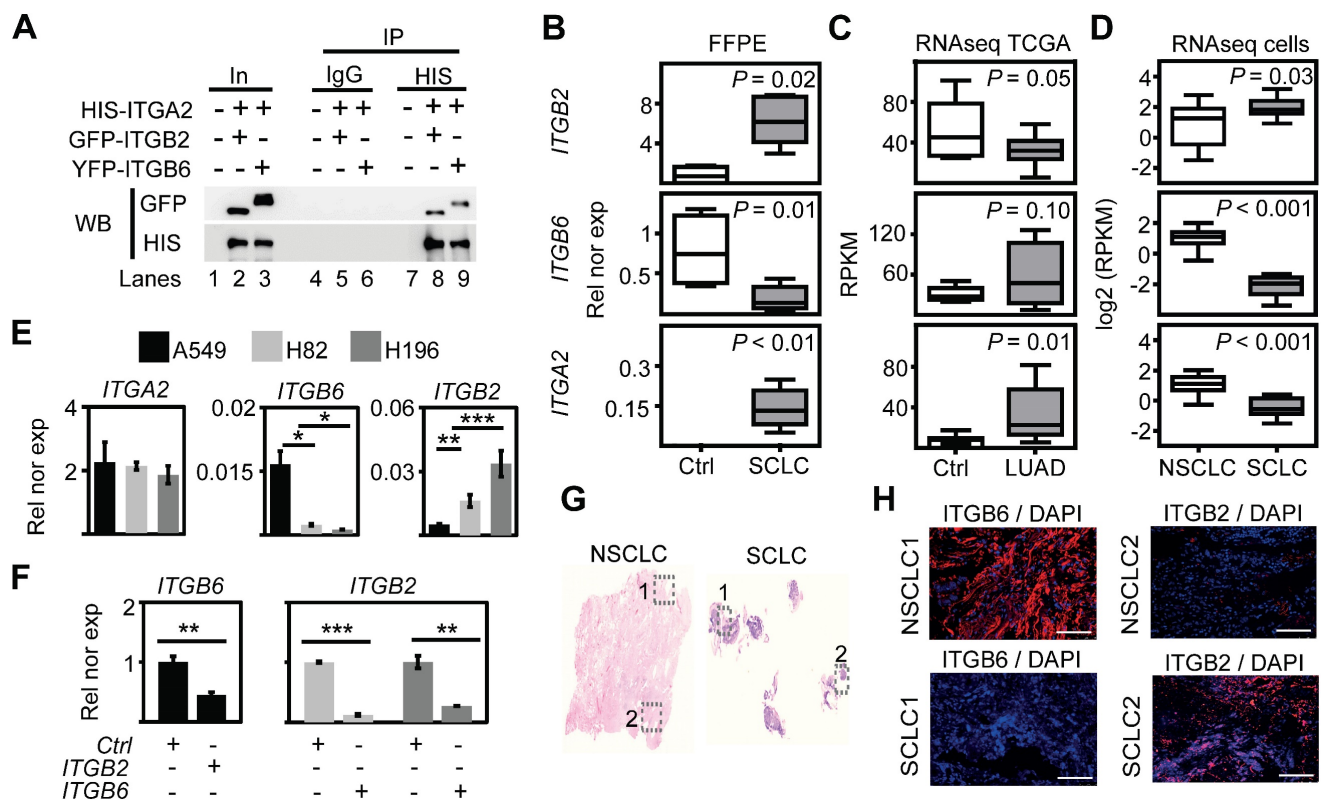 A
IP
In IgG HIS
HIS-ITGA2 - + + - + + - + +
GFP-ITGB2 - + - + - +
YFP-ITGB6 - + - + - +
WB
GFP
HIS
Lanes 1 2 3 4 5 6 7 8 9
B
FFPE
ITGB2
8
4
P = 0.02
ITGB6
Rel nor exp
1
0.5
P = 0.01
ITGA2
0.3
0.15
P < 0.01
Ctrl SCLC
C
RNAseq TCGA
80
40
P = 0.05
RPKM
120
60
P = 0.10
80
40
P = 0.01
Ctrl LUAD
D
RNAseq cells
4
2
0
-2
P = 0.03
log2 (RPKM)
2
0
-2
P < 0.001
4
2
0
-2
P < 0.001
NSCLC SCLC
E
A549 H82 H196
Rel nor exp
ITGA2
4
2
ITGB6
0.02
0.015
* *
ITGB2
0.06
0.03
** ***
F
Rel nor exp
ITGB6
2
1
**
ITGB2
*** **
Ctrl + - + - + -
ITGB2 - + - - - -
ITGB6 - - - + - +
G
NSCLC SCLC
1
2
1
2
H
ITGB6 / DAPI
NSCLC1
ITGB2 / DAPI
NSCLC2
ITGB6 / DAPI
SCLC1
ITGB2 / DAPI
SCLC2